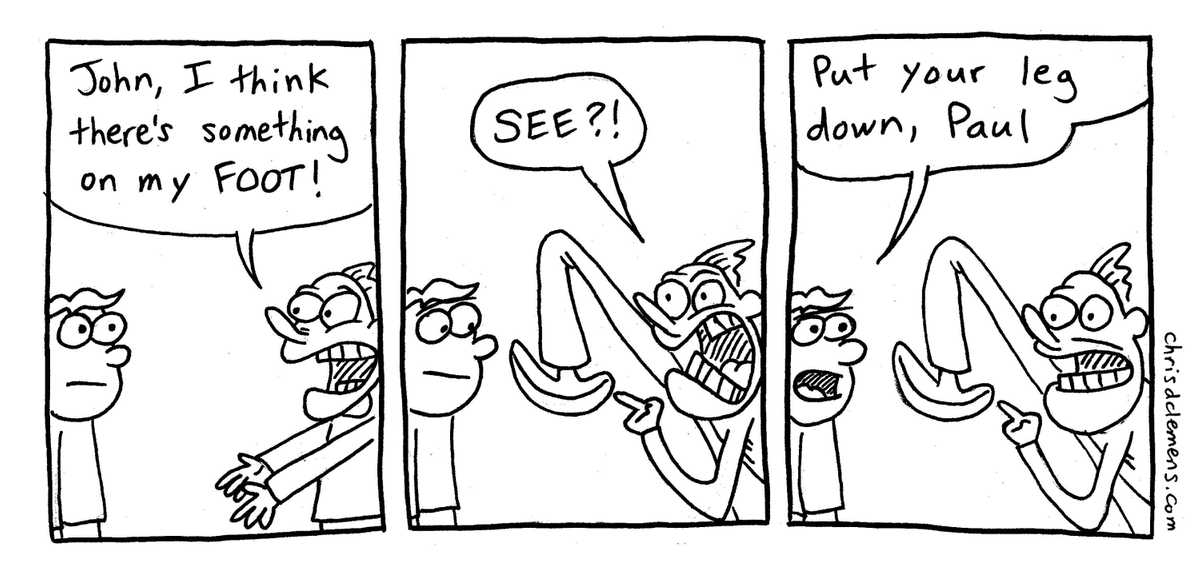 John, I think
there's something
on my FOOT!
SEE?!
Put your leg
down, Paul
chrisdclemens.com